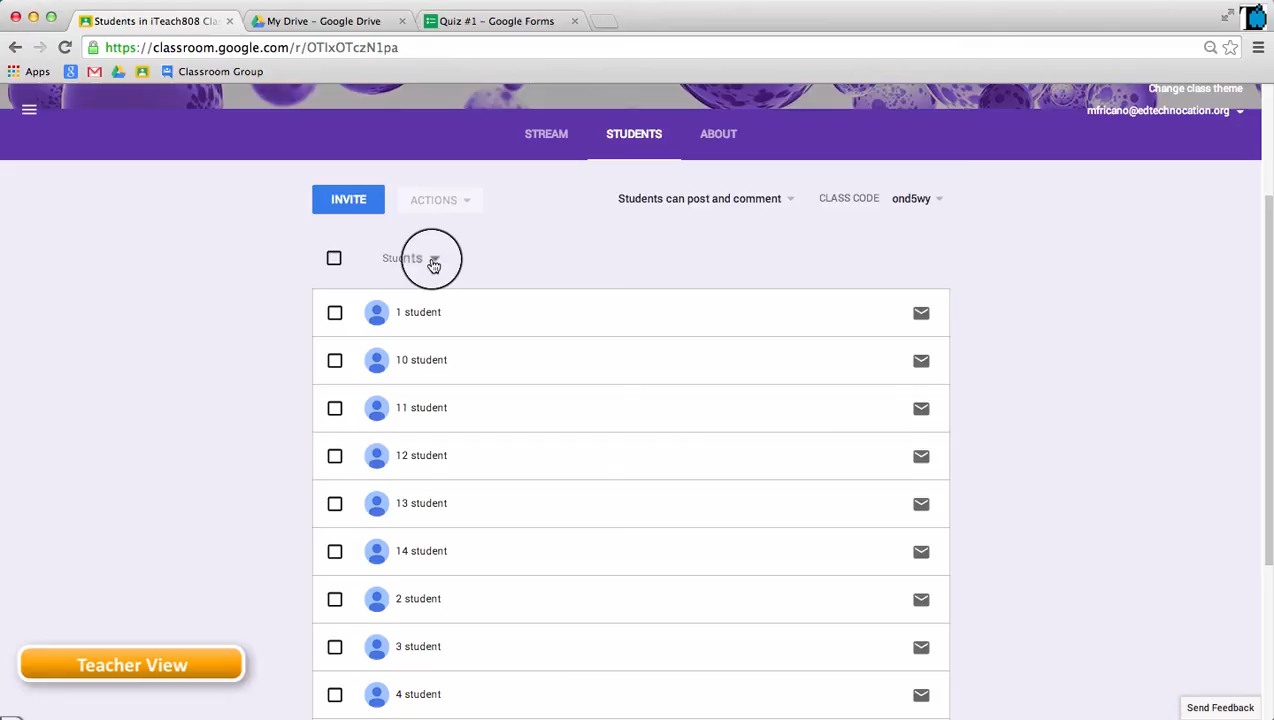 Students in iTeach808 Cla
My Drive - Google Drive
Quiz #1 - Google Forms
https://classroom.google.com/r/OTIxOTczN1pa
Apps
Classroom Group
Change class theme
mfricano@edtechnocation.org
STREAM
STUDENTS
ABOUT
INVITE
ACTIONS
Students can post and comment
CLASS CODE
ond5wy
Students
1 student
10 student
11 student
12 student
13 student
14 student
2 student
3 student
4 student
Teacher View
Send Feedback